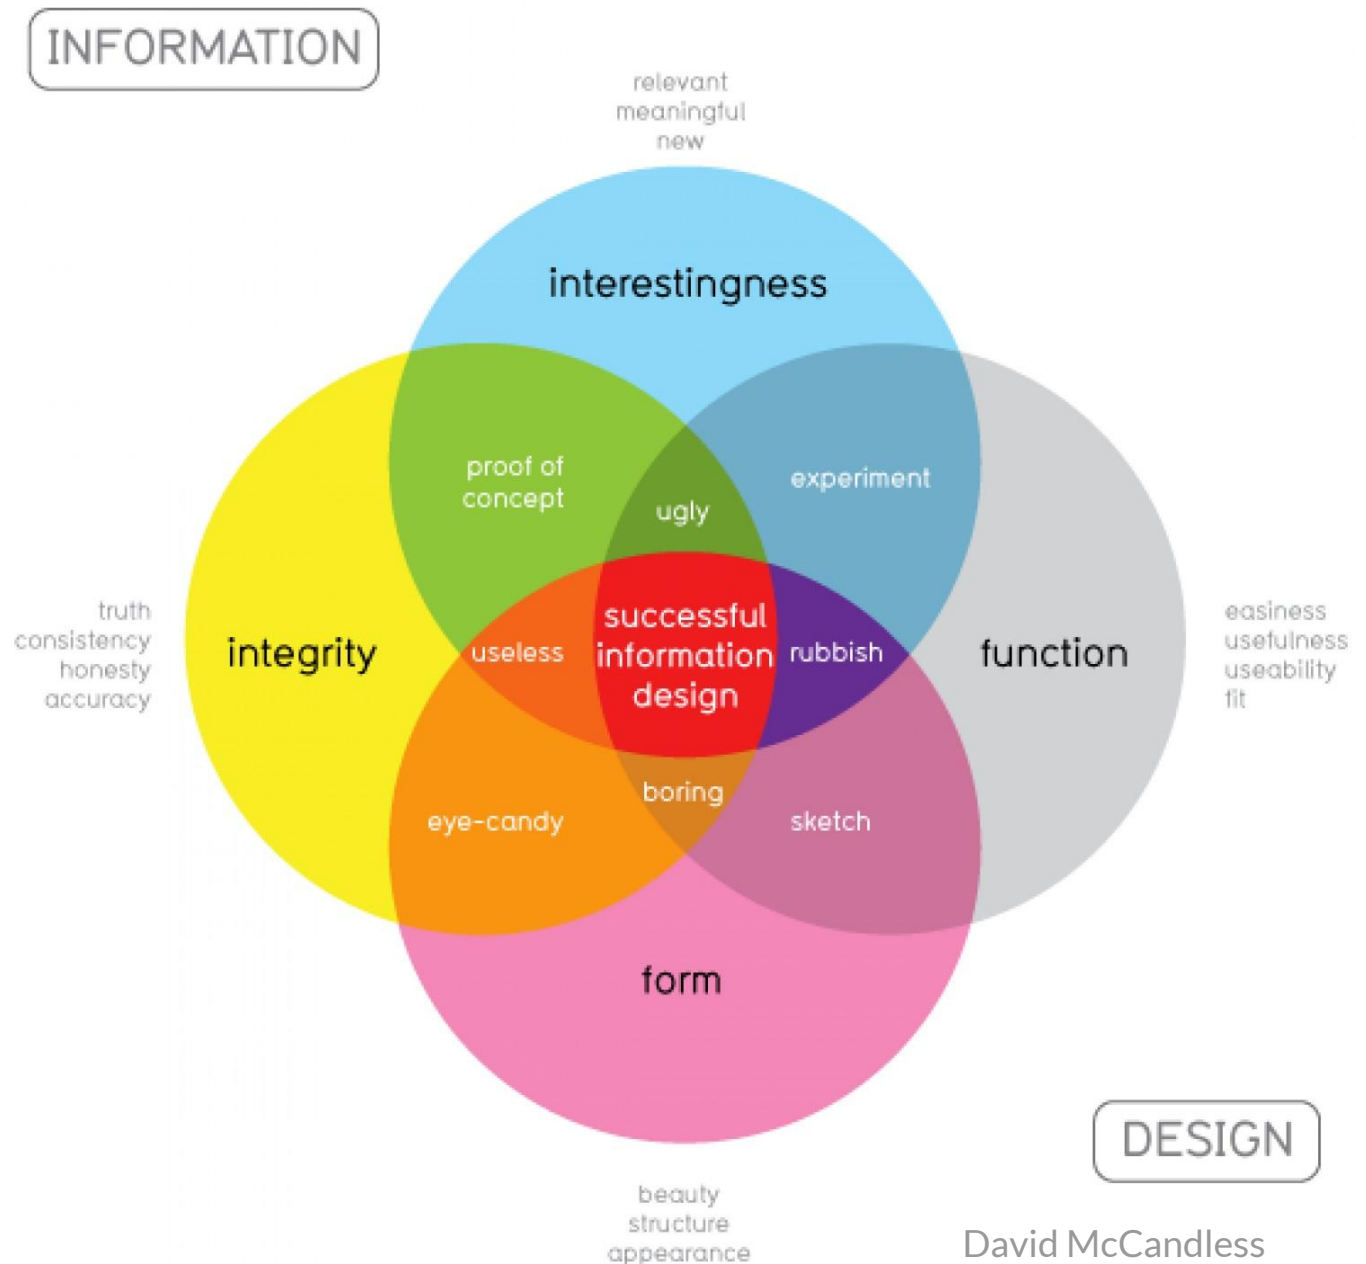 INFORMATION
relevant
meaningful
new
interestingness
proof of
concept
experiment
ugly
truth
consistency
honesty
accuracy
integrity
useless
successful
information
design
rubbish
function
easiness
usefulness
useability
fit
boring
eye-candy
sketch
form
DESIGN
beauty
structure
appearance
David McCandless